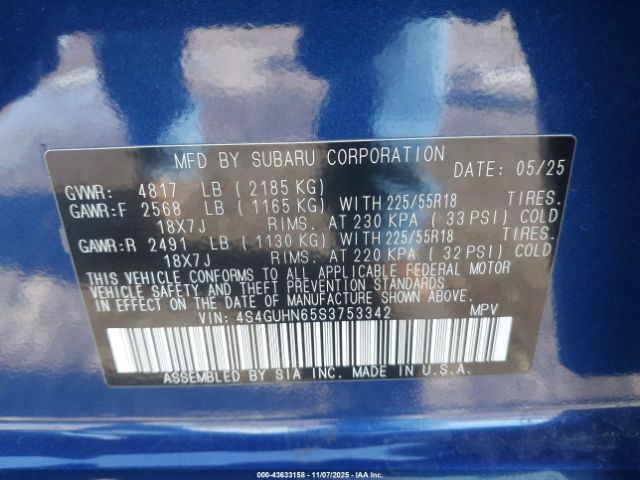 MFD BY SUBARU CORPORATION DATE: 05/25
GVWR: 4817 LB ( 2185 KG)
GAWR:F 2568 LB ( 1165 KG) WITH 225/55R18 TIRES.
18X7J RIMS. AT 230 KPA ( 33 PSI) COLD
GAWR:R 2491 LB ( 1130 KG) WITH 225/55R18 TIRES.
18X7J RIMS. AT 220 KPA ( 32 PSI) COLD
THIS VEHICLE CONFORMS TO ALL APPLICABLE FEDERAL MOTOR
VEHICLE SAFETY AND THEFT PREVENTION STANDARDS
IN EFFECT ON THE DATE OF MANUFACTURE SHOWN ABOVE.
VIN: 4S4GUHN65S3753342 MPV
ASSEMBLED BY SIA INC. MADE IN U.S.A.
000-43633158 - 11/07/2025 - IAA Inc.